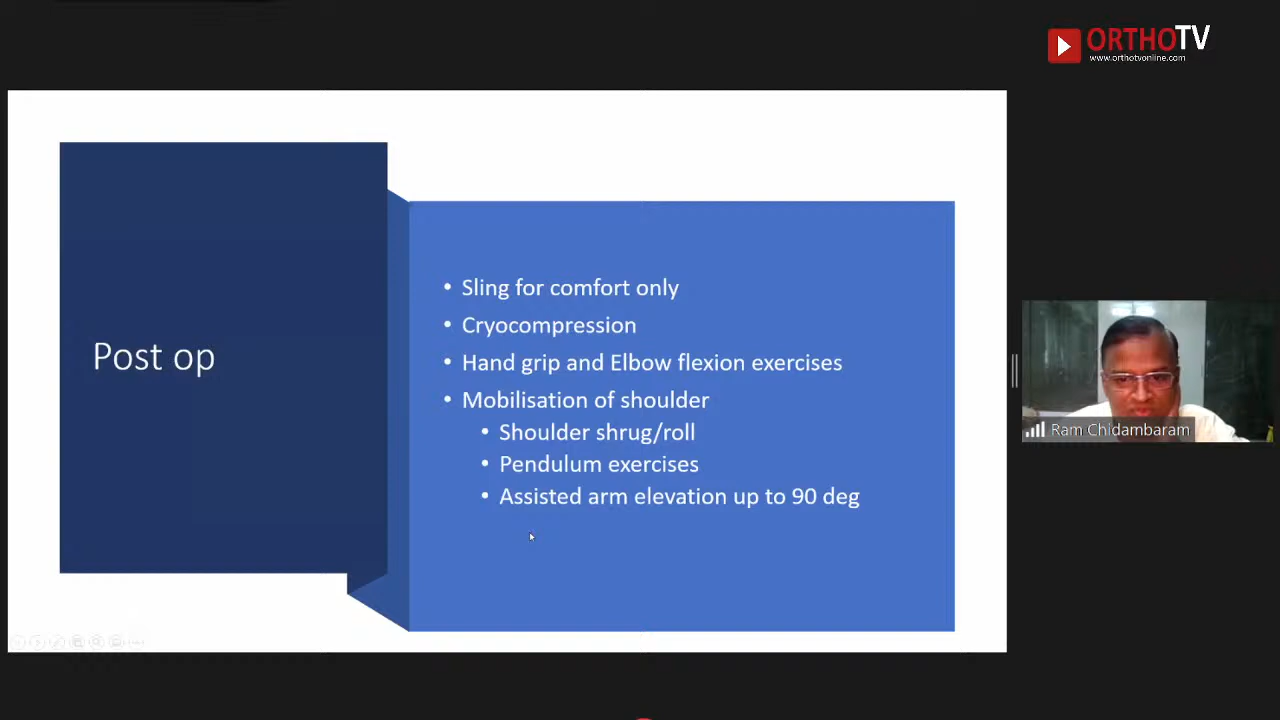 ORTHOTV
www.orthotvonline.com
Post op
• Sling for comfort only
• Cryocompression
• Hand grip and Elbow flexion exercises
• Mobilisation of shoulder
• Shoulder shrug/roll
• Pendulum exercises
• Assisted arm elevation up to 90 deg
Ram Chidambaram